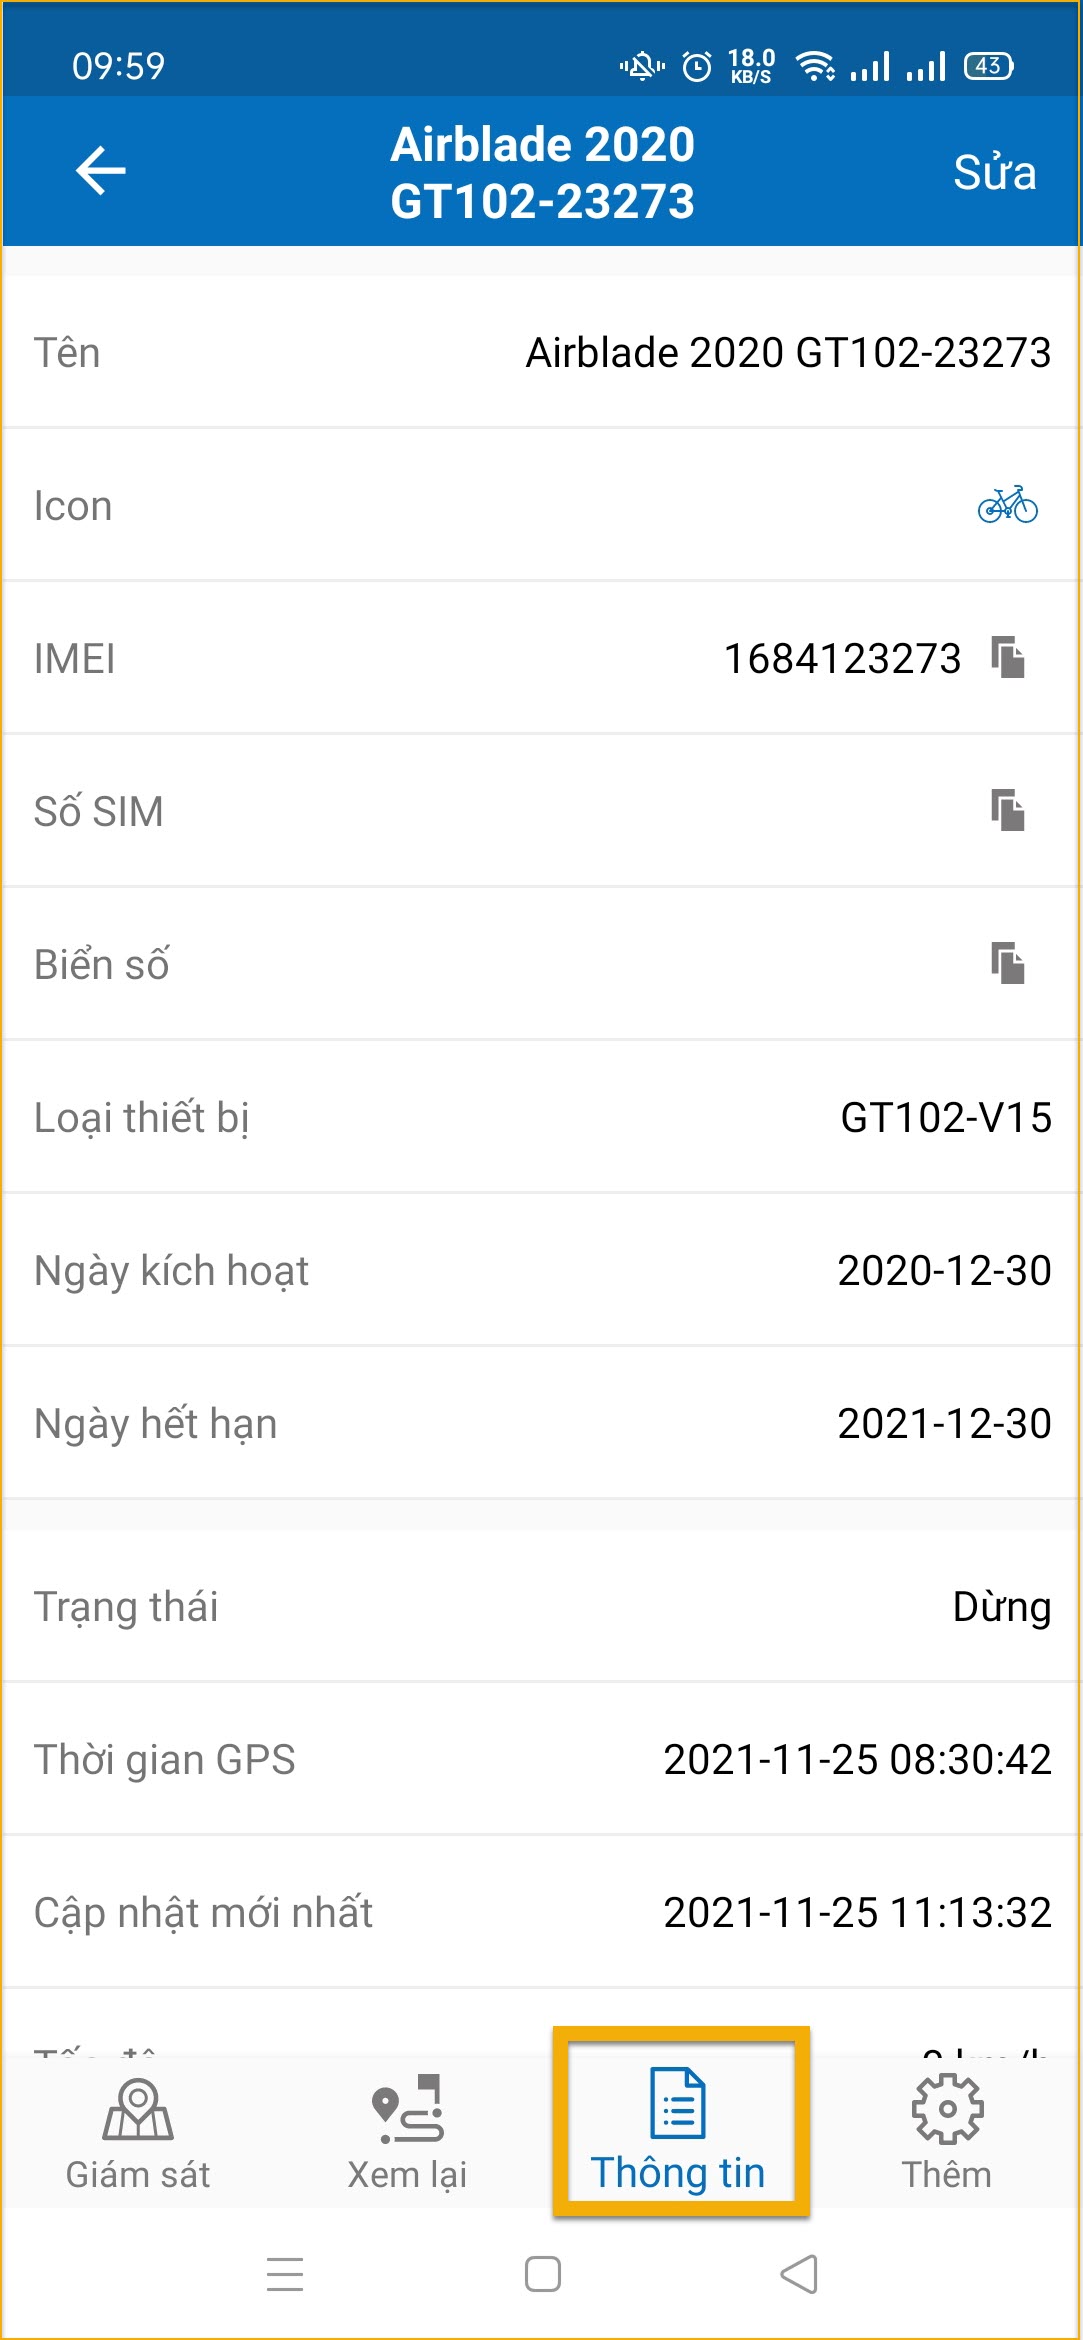 09:59
18.0
KB/S
43
Airblade 2020
GT102-23273
Sửa
Tên Airblade 2020 GT102-23273
Icon
IMEI 1684123273
Số SIM
Biển số
Loại thiết bị GT102-V15
Ngày kích hoạt 2020-12-30
Ngày hết hạn 2021-12-30
Trạng thái Dừng
Thời gian GPS 2021-11-25 08:30:42
Cập nhật mới nhất 2021-11-25 11:13:32
Giám sát Xem lại Thông tin Thêm